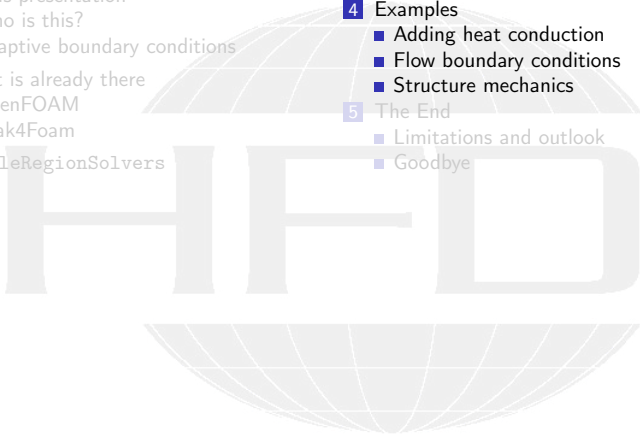 presentation
no is this?
aptive boundary conditions
t is already there
enFOAM
ak4Foam
leRegionSolvers
4 Examples
Adding heat conduction
Flow boundary conditions
Structure mechanics
5 The End
Limitations and outlook
Goodbye
HFD